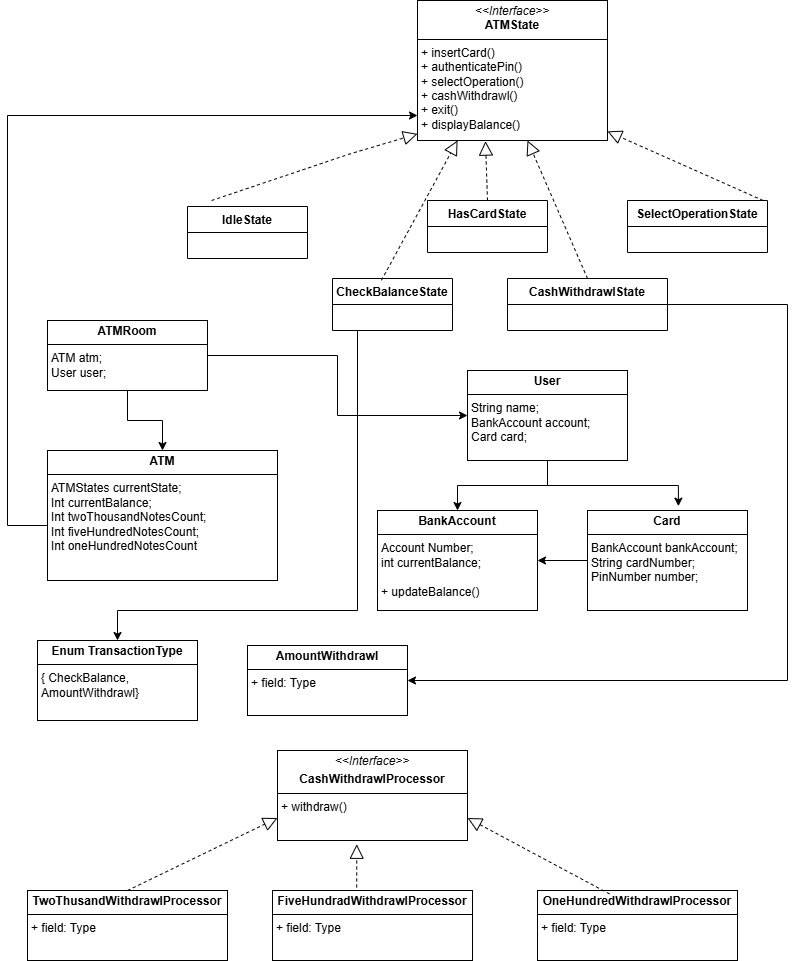 <<Interface>>
ATMState
+ insertCard()
+ authenticatePin()
+ selectOperation()
+ cashWithdrawl()
+ exit()
+ displayBalance()
IdleState
HasCardState
SelectOperationState
CheckBalanceState
CashWithdrawlState
ATMRoom
ATM atm;
User user;
User
String name;
BankAccount account;
Card card;
ATM
ATMStates currentState;
Int currentBalance;
Int twoThousandNotesCount;
Int fiveHundredNotesCount;
Int oneHundredNotesCount
BankAccount
Account Number;
int currentBalance;
+ updateBalance()
Card
BankAccount bankAccount;
String cardNumber;
PinNumber number;
Enum TransactionType
{ CheckBalance,
AmountWithdrawl}
AmountWithdrawl
+ field: Type
<<Interface>>
CashWithdrawlProcessor
+ withdraw()
TwoThusandWithdrawlProcessor
+ field: Type
FiveHundradWithdrawlProcessor
+ field: Type
OneHundredWithdrawlProcessor
+ field: Type